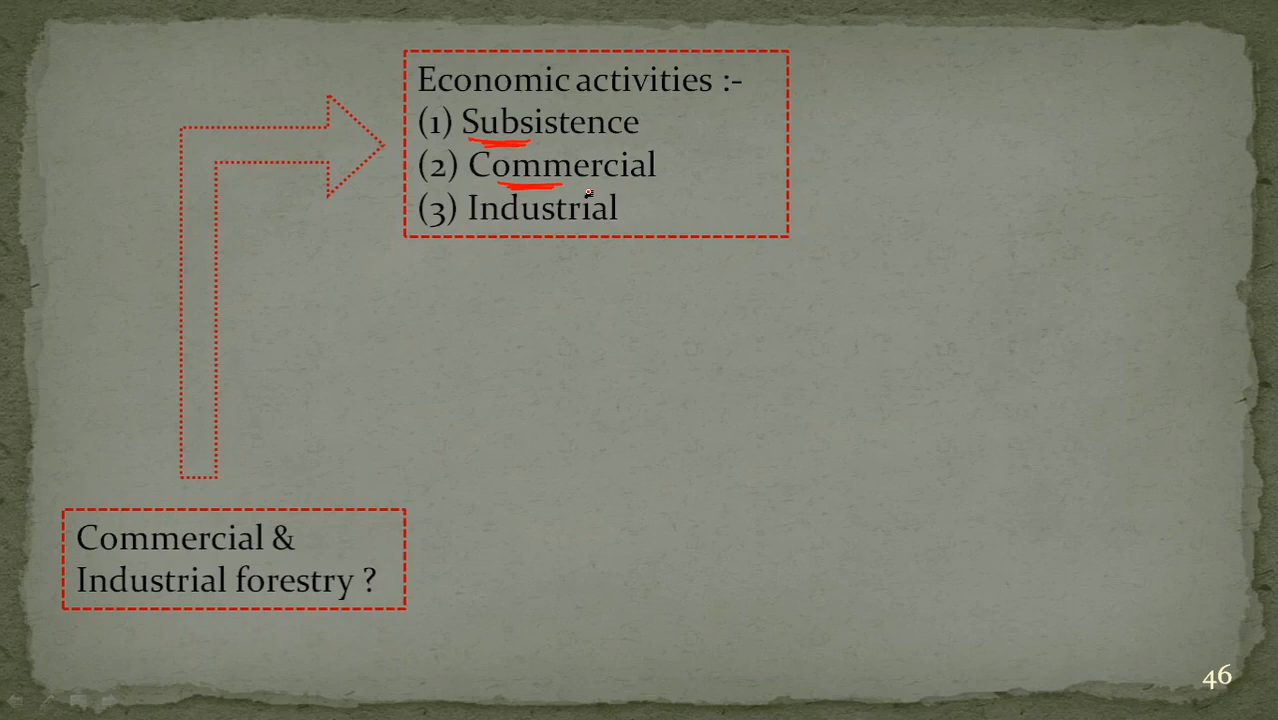 Economic activities :-
(1) Subsistence
(2) Commercial
(3) Industrial
Commercial &
Industrial forestry ?
46